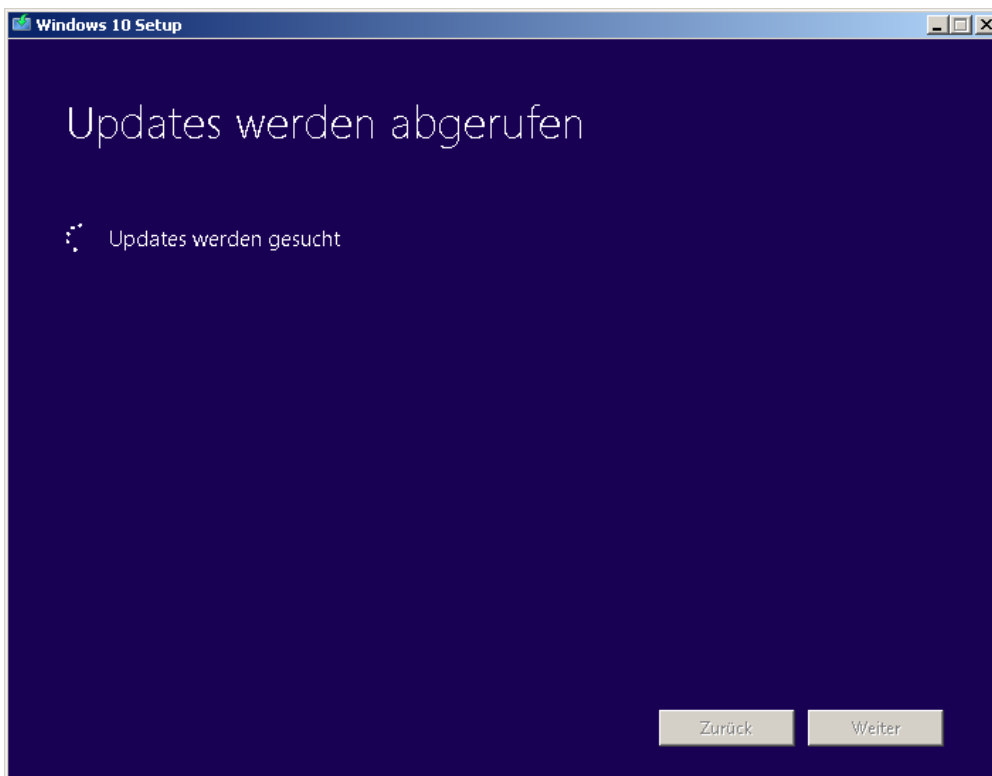 Windows 10 Setup
Updates werden abgerufen
Updates werden gesucht
Zurück Weiter